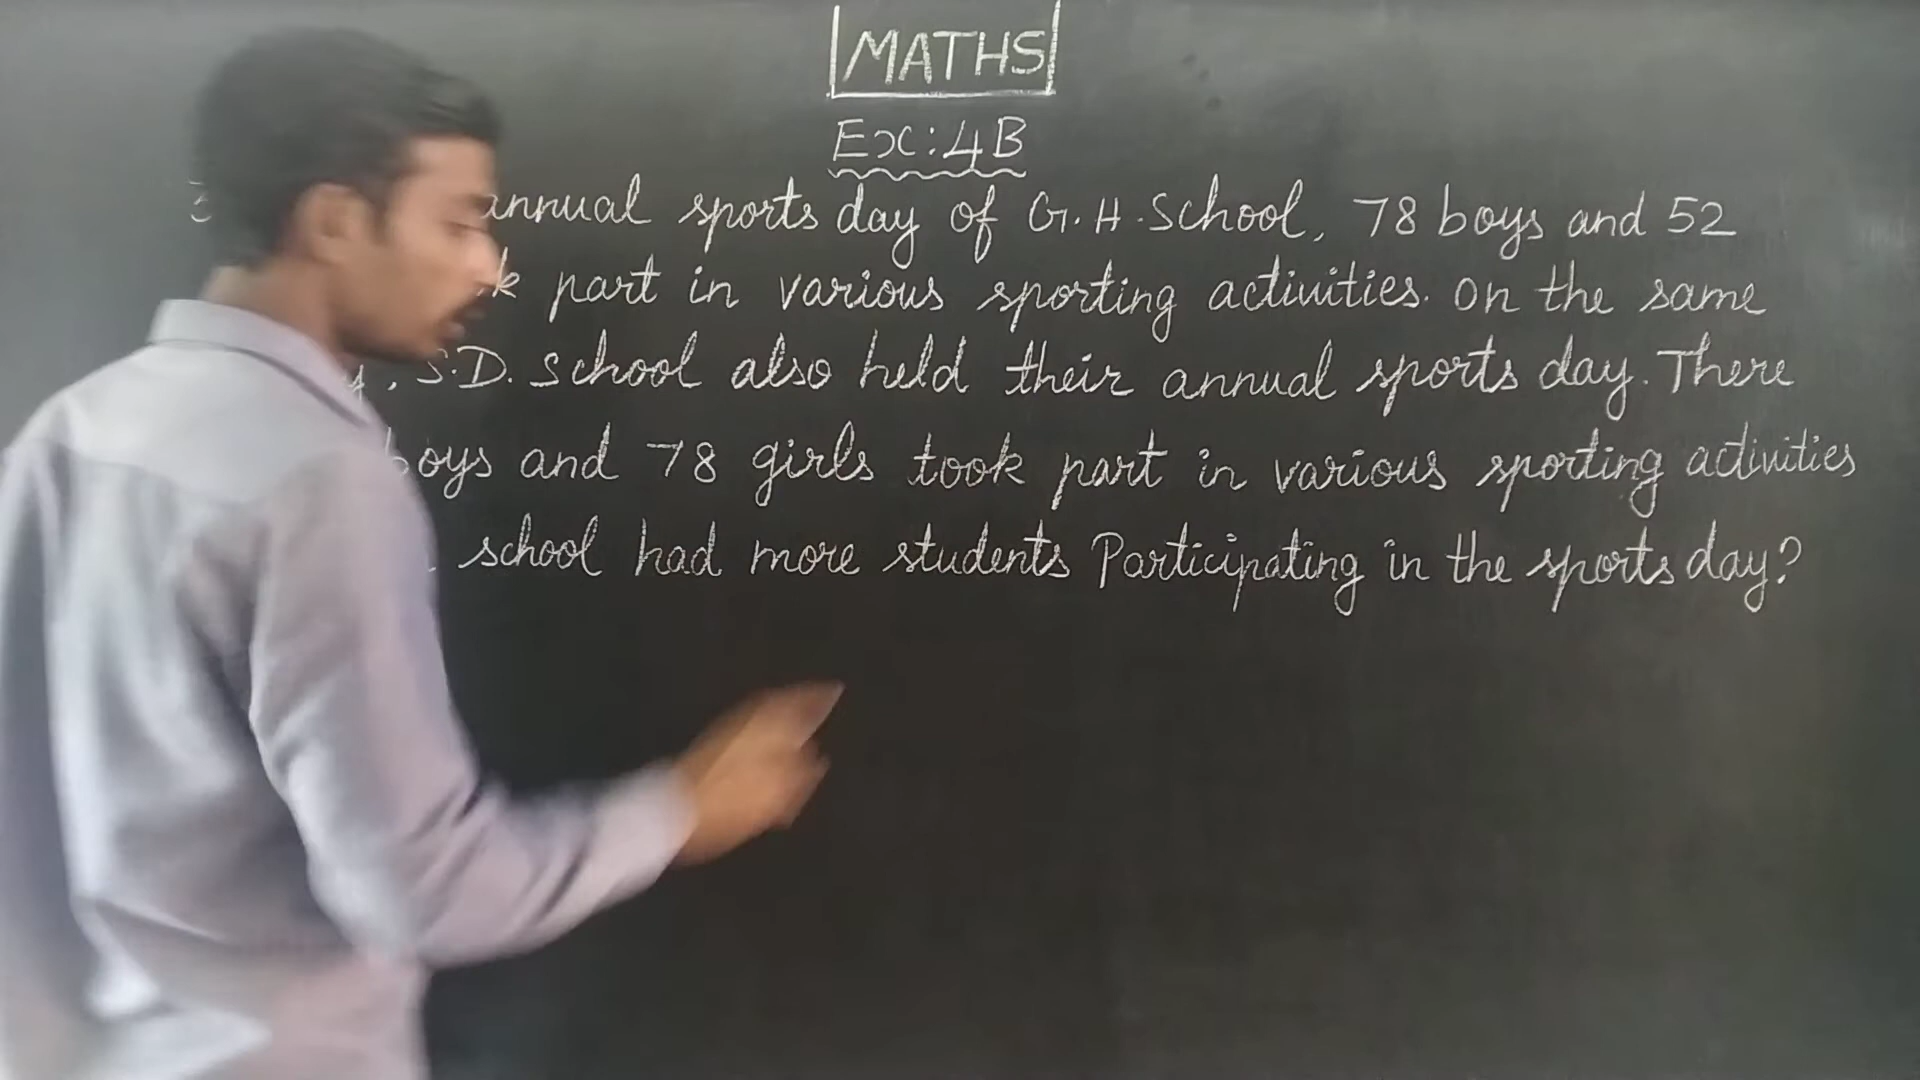 MATHS
Ex:4B
annual sports day of G.H.School, 78 boys and 52
part in various sporting activities. on the same
S.D. School also held their annual sports day. There
boys and 78 girls took part in various sporting activities
school had more students Participating in the sports day?